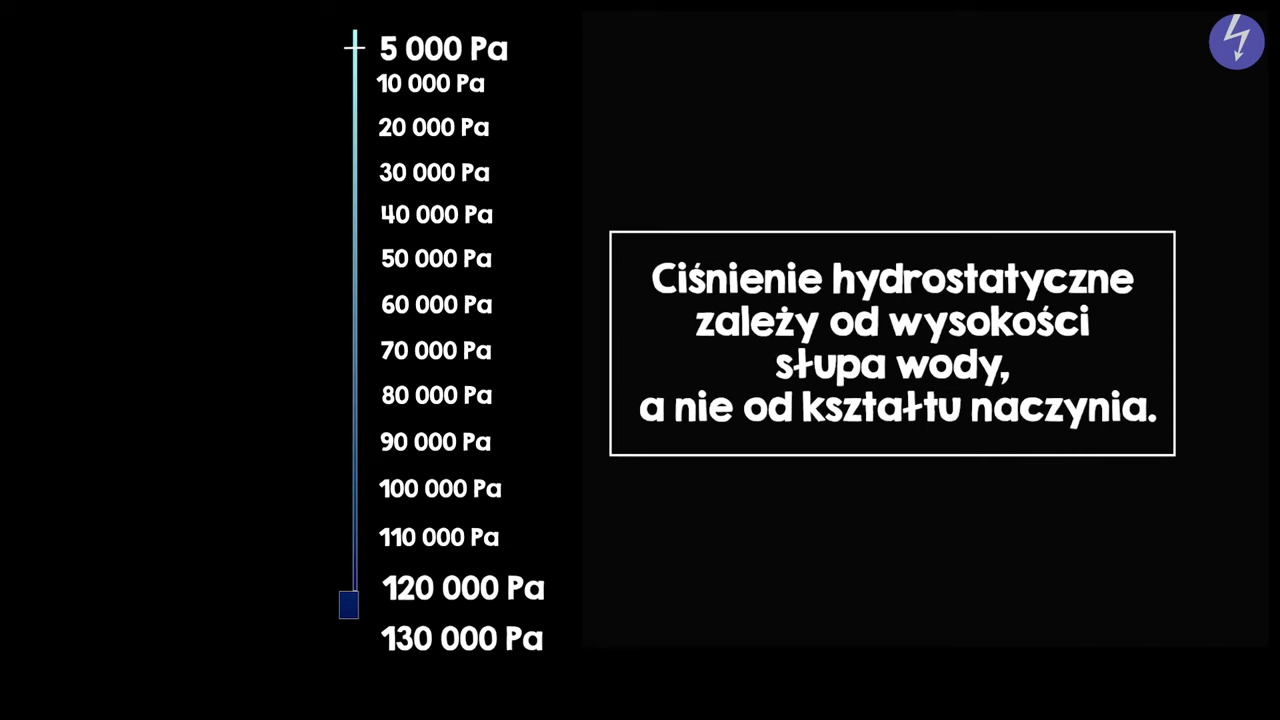 5 000 Pa
10 000 Pa
20 000 Pa
30 000 Pa
40 000 Pa
50 000 Pa
60 000 Pa
70 000 Pa
80 000 Pa
90 000 Pa
100 000 Pa
110 000 Pa
120 000 Pa
130 000 Pa
Ciśnienie hydrostatyczne
zależy od wysokości
słupa wody,
a nie od kształtu naczynia.